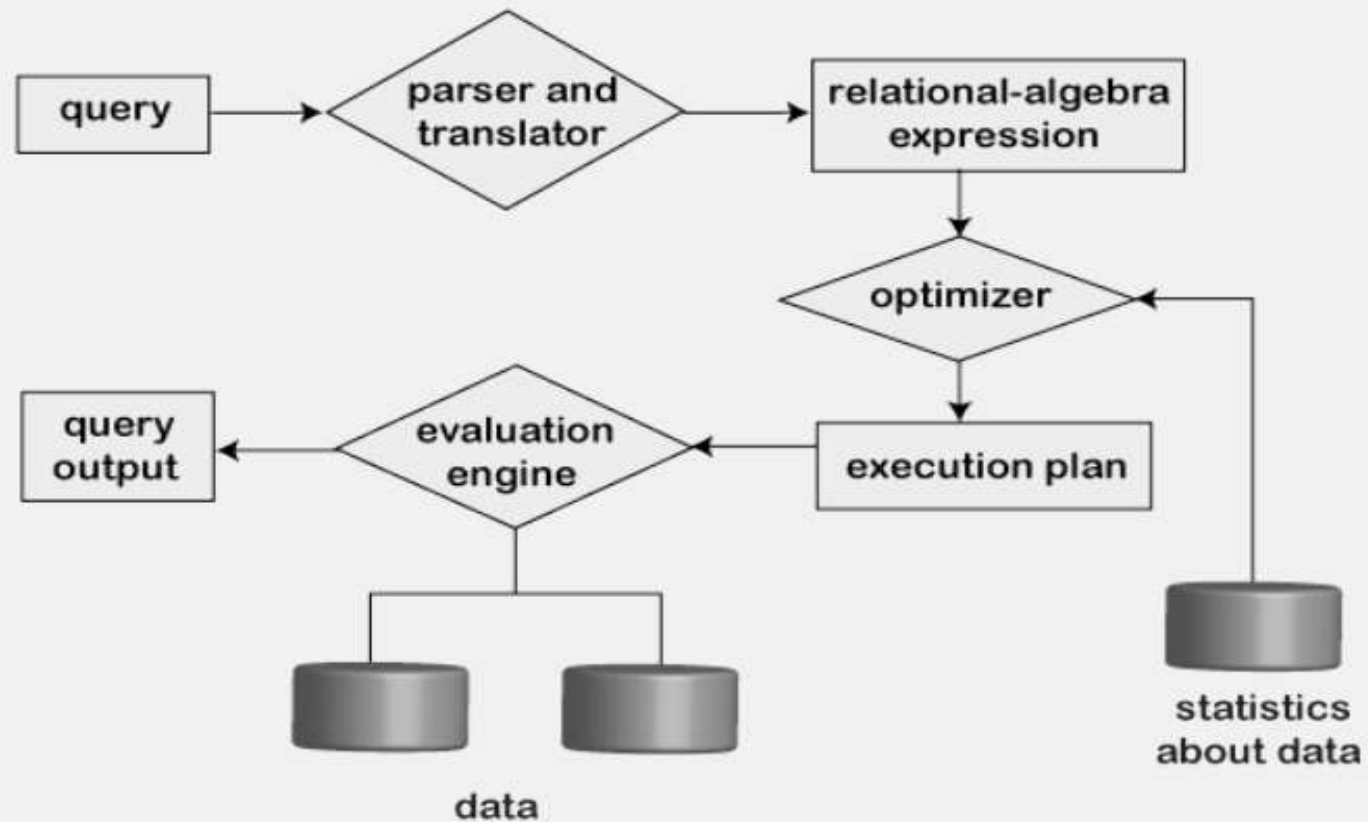 query
parser and
translator
relational-algebra
expression
optimizer
query
output
evaluation
engine
execution plan
statistics
about data
data